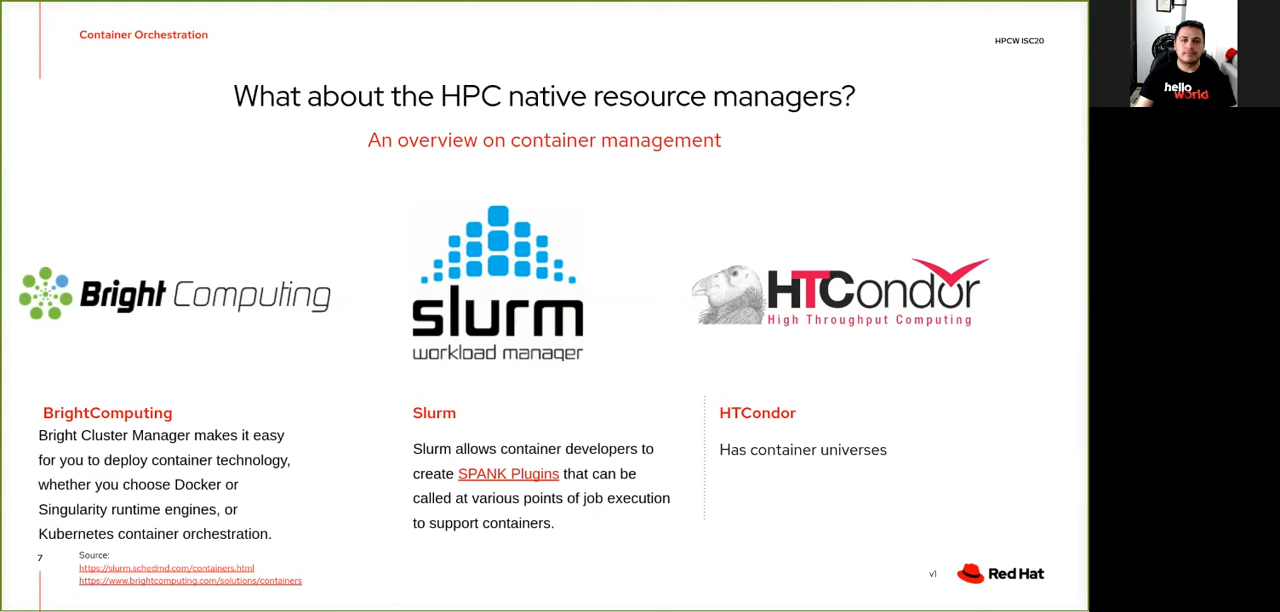 Container Orchestration
HPCW ISC20
What about the HPC native resource managers?
An overview on container management
Bright Computing
slurm
workload manager
HTCondor
High Throughput Computing
BrightComputing
Bright Cluster Manager makes it easy
for you to deploy container technology,
whether you choose Docker or
Singularity runtime engines, or
Kubernetes container orchestration.
Slurm
Slurm allows container developers to
create SPANK Plugins that can be
called at various points of job execution
to support containers.
HTCondor
Has container universes
7
Source:
https://slurm.schedmd.com/containers.html
https://www.brightcomputing.com/solutions/containers
v1
Red Hat
hello
world